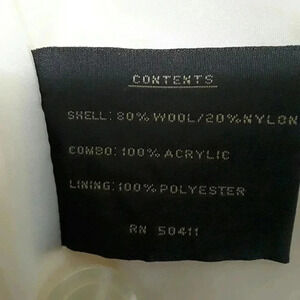 CONTENTS
SHELL: 80% WOOL/20% NYLON
COMBO: 100% ACRYLIC
LINING: 100% POLYESTER
RN 50411